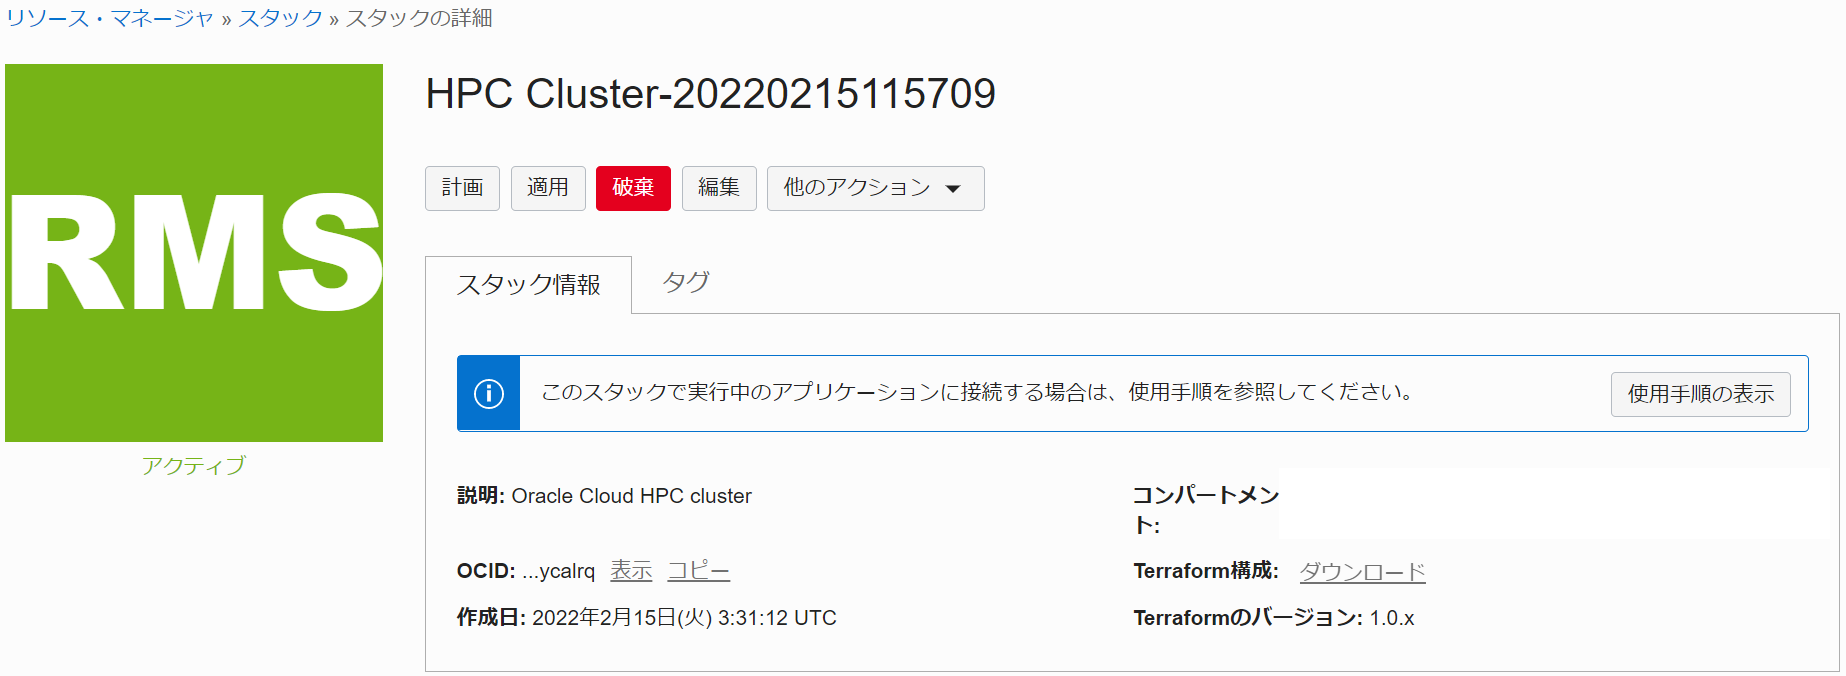 リソース・マネージャ » スタック » スタックの詳細
RMS
アクティブ
HPC Cluster-20220215115709
計画 適用 破棄 編集 他のアクション
スタック情報 タグ
このスタックで実行中のアプリケーションに接続する場合は、使用手順を参照してください。 使用手順の表示
説明: Oracle Cloud HPC cluster
コンパートメン
ト:
OCID: ...ycalrq 表示 コピー
Terraform構成: ダウンロード
作成日: 2022年2月15日(火) 3:31:12 UTC
Terraformのバージョン: 1.0.x